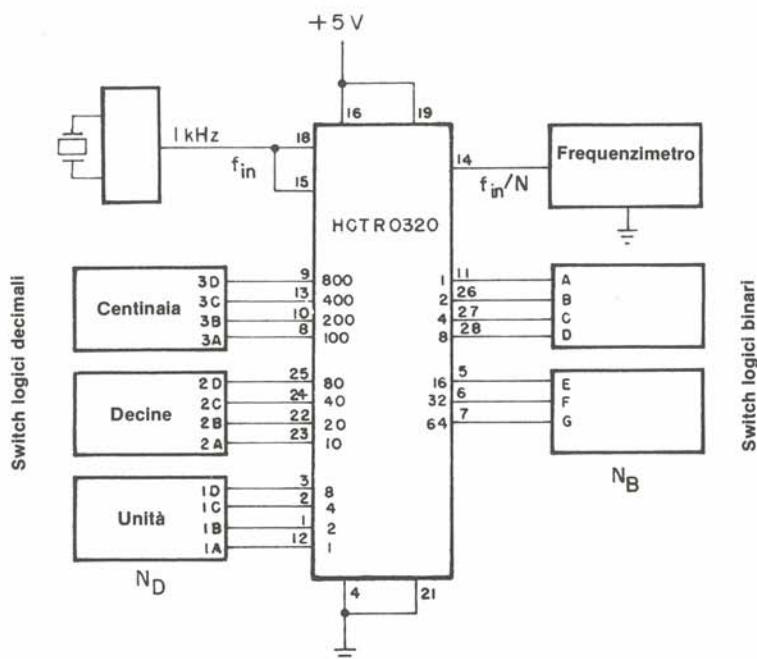 +5V
16 19
1kHz
18
f_in
15
14
f_in/N
Frequenzimetro
HCTR0320
Switch logici decimali
Centinaia
3D 9 800
3C 13 400
3B 10 200
3A 8 100
Decine
2D 25 80
2C 24 40
2B 22 20
2A 23 10
Unità
1D 3 8
1C 2 4
1B 1 2
1A 12 1
N_D
1 11 A
2 26 B
4 27 C
8 28 D
16 5 E
32 6 F
64 7 G
N_B
Switch logici binari
4 21